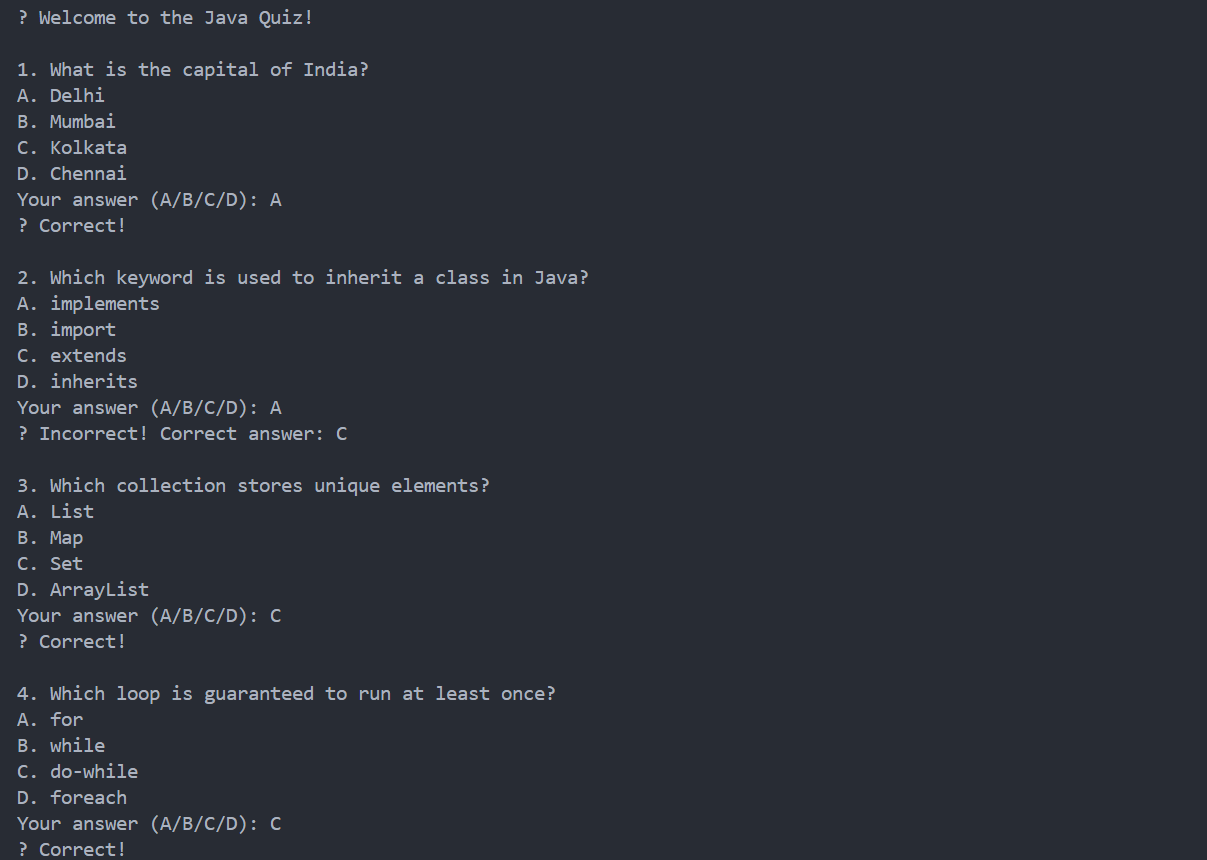 ? Welcome to the Java Quiz!
1. What is the capital of India?
A. Delhi
B. Mumbai
C. Kolkata
D. Chennai
Your answer (A/B/C/D): A
? Correct!
2. Which keyword is used to inherit a class in Java?
A. implements
B. import
C. extends
D. inherits
Your answer (A/B/C/D): A
? Incorrect! Correct answer: C
3. Which collection stores unique elements?
A. List
B. Map
C. Set
D. ArrayList
Your answer (A/B/C/D): C
? Correct!
4. Which loop is guaranteed to run at least once?
A. for
B. while
C. do-while
D. foreach
Your answer (A/B/C/D): C
? Correct!